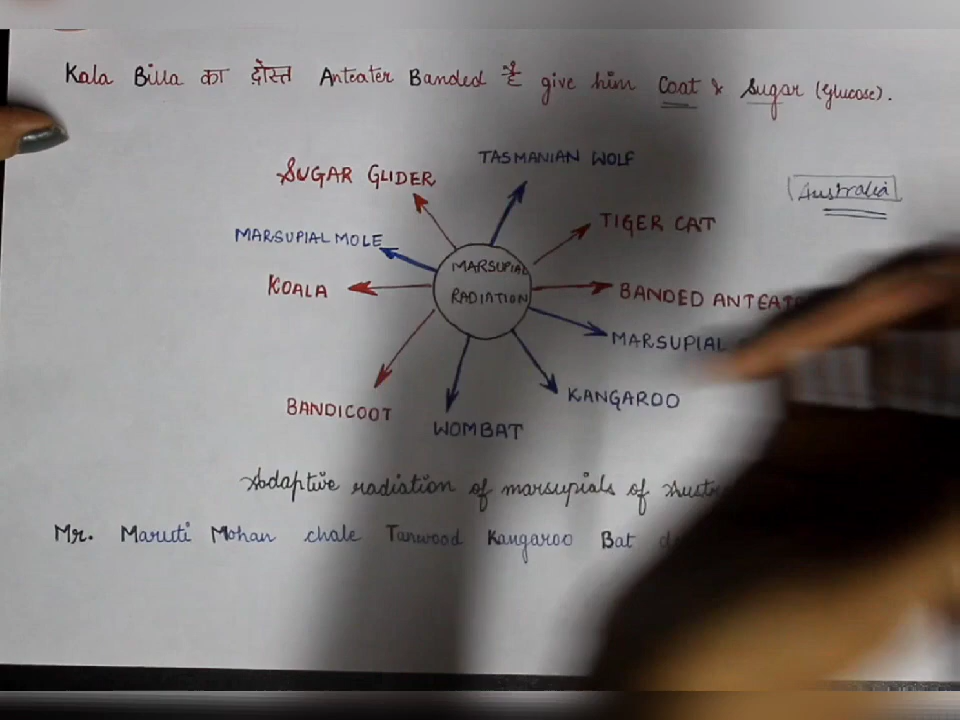 Kala Billa का दोस्त Anteater Banded है give him Coat & Sugar (Glucose).
TASMANIAN WOLF
SUGAR GLIDER
Australia
TIGER CAT
MARSUPIAL MOLE
MARSUPIAL
RADIATION
KOALA
BANDED ANTEAT
MARSUPIAL
KANGAROO
BANDICOOT
WOMBAT
Adaptive radiation of marsupials of Austr
Mr. Maruti Mohan chale Tanwood Kangaroo Bat